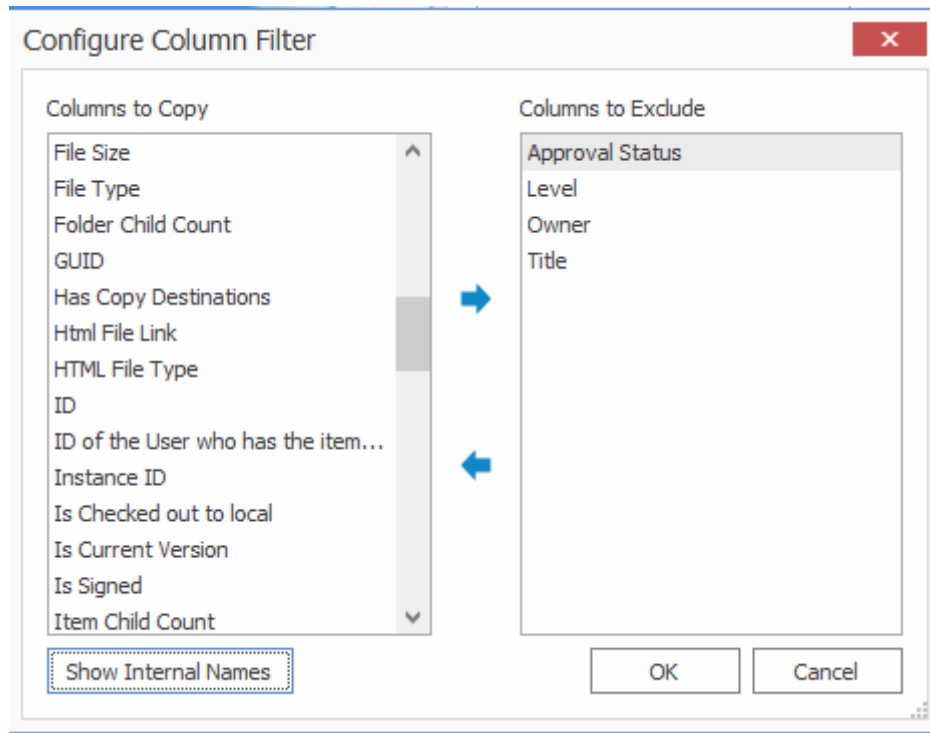 Configure Column Filter
Columns to Copy
File Size
File Type
Folder Child Count
GUID
Has Copy Destinations
Html File Link
HTML File Type
ID
ID of the User who has the item...
Instance ID
Is Checked out to local
Is Current Version
Is Signed
Item Child Count
Columns to Exclude
Approval Status
Level
Owner
Title
Show Internal Names
OK
Cancel